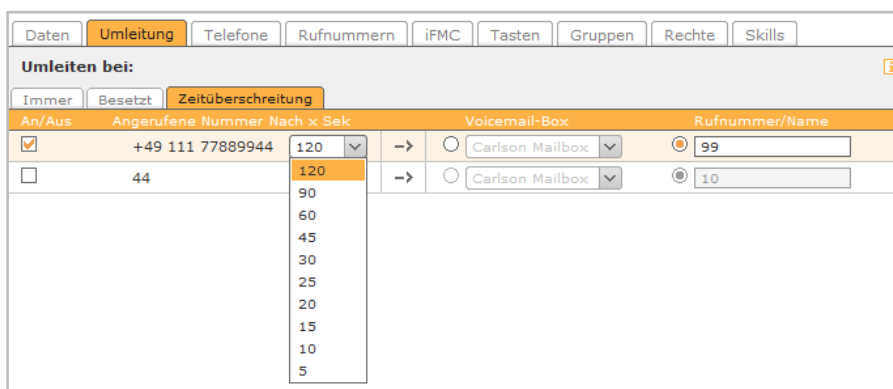 Daten Umleitung Telefone Rufnummern iFMC Tasten Gruppen Rechte Skills
Umleiten bei:
Immer Besetzt Zeitüberschreitung
An/Aus Angerufene Nummer Nach x Sek Voicemail-Box Rufnummer/Name
+49 111 77889944 120 –> Carlson Mailbox 99
120
44 –> Carlson Mailbox 10
90
60
45
30
25
20
15
10
5